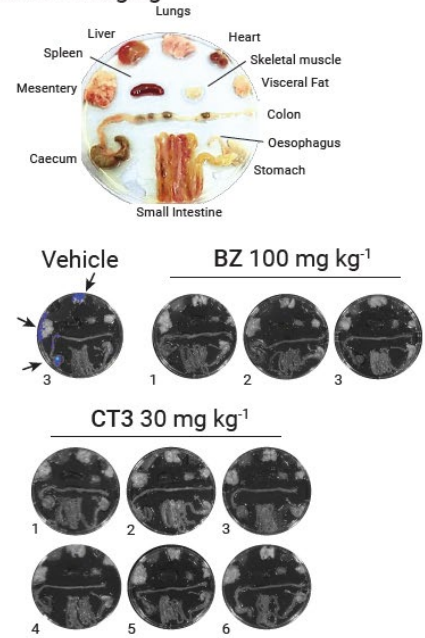 Lungs
Liver
Heart
Spleen
Skeletal muscle
Mesentery
Visceral Fat
Colon
Oesophagus
Caecum
Stomach
Small Intestine
Vehicle
BZ 100 mg kg-1
3
1
2
3
CT3 30 mg kg-1
1
2
3
4
5
6